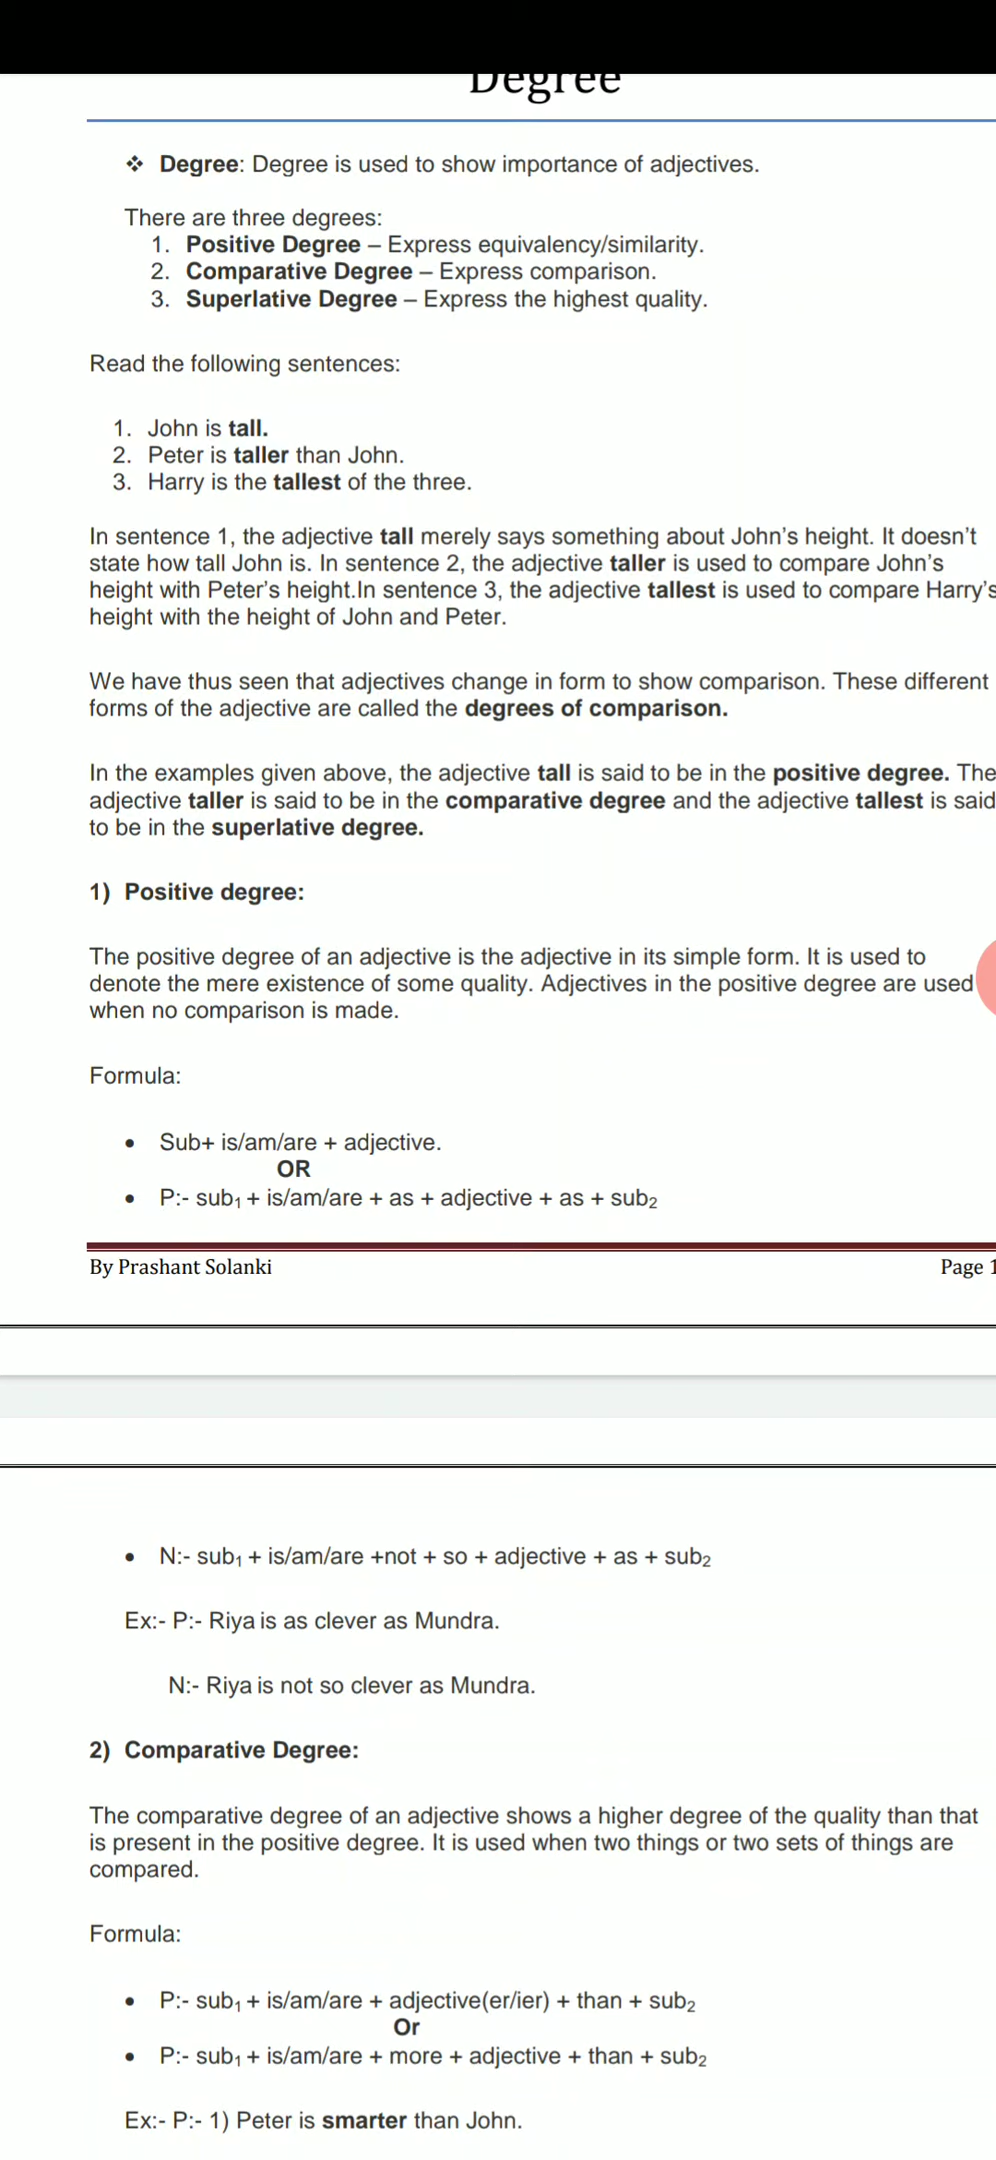 Degree
❖ Degree: Degree is used to show importance of adjectives.
There are three degrees:
1. Positive Degree – Express equivalency/similarity.
2. Comparative Degree – Express comparison.
3. Superlative Degree – Express the highest quality.
Read the following sentences:
1. John is tall.
2. Peter is taller than John.
3. Harry is the tallest of the three.
In sentence 1, the adjective tall merely says something about John’s height. It doesn’t
state how tall John is. In sentence 2, the adjective taller is used to compare John’s
height with Peter’s height.In sentence 3, the adjective tallest is used to compare Harry’s
height with the height of John and Peter.
We have thus seen that adjectives change in form to show comparison. These different
forms of the adjective are called the degrees of comparison.
In the examples given above, the adjective tall is said to be in the positive degree. The
adjective taller is said to be in the comparative degree and the adjective tallest is said
to be in the superlative degree.
1) Positive degree:
The positive degree of an adjective is the adjective in its simple form. It is used to
denote the mere existence of some quality. Adjectives in the positive degree are used
when no comparison is made.
Formula:
• Sub+ is/am/are + adjective.
OR
• P:- sub₁ + is/am/are + as + adjective + as + sub₂
By Prashant Solanki
Page 1
• N:- sub₁ + is/am/are +not + so + adjective + as + sub₂
Ex:- P:- Riya is as clever as Mundra.
N:- Riya is not so clever as Mundra.
2) Comparative Degree:
The comparative degree of an adjective shows a higher degree of the quality than that
is present in the positive degree. It is used when two things or two sets of things are
compared.
Formula:
• P:- sub₁ + is/am/are + adjective(er/ier) + than + sub₂
Or
• P:- sub₁ + is/am/are + more + adjective + than + sub₂
Ex:- P:- 1) Peter is smarter than John.